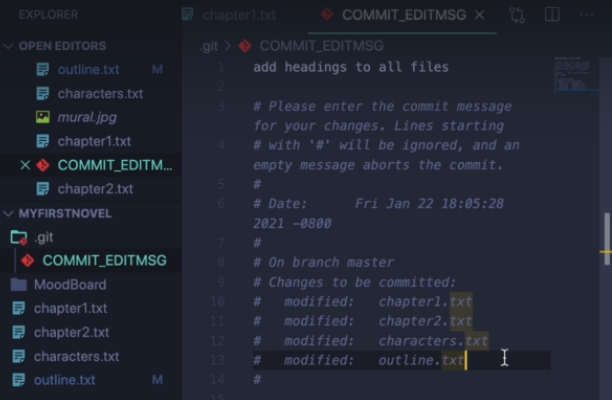 EXPLORER
OPEN EDITORS
outline.txt M
characters.txt
mural.jpg
chapter1.txt
COMMIT_EDITM...
chapter2.txt
MYFIRSTNOVEL
.git
COMMIT_EDITMSG
MoodBoard
chapter1.txt
chapter2.txt
characters.txt
outline.txt M
chapter1.txt
COMMIT_EDITMSG
.git > COMMIT_EDITMSG
1 add headings to all files
2
3 # Please enter the commit message
for your changes. Lines starting
4 # with '#' will be ignored, and an
empty message aborts the commit.
5 #
6 # Date: Fri Jan 22 18:05:28
2021 -0800
7 #
8 # On branch master
9 # Changes to be committed:
10 # modified: chapter1.txt
11 # modified: chapter2.txt
12 # modified: characters.txt
13 # modified: outline.txt
14 #
15